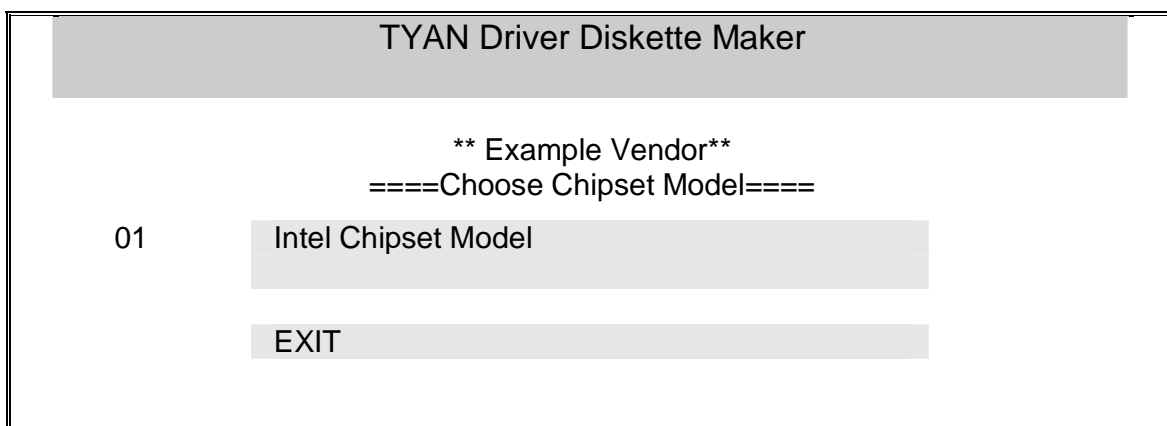 TYAN Driver Diskette Maker
** Example Vendor**
====Choose Chipset Model====
01 Intel Chipset Model
EXIT